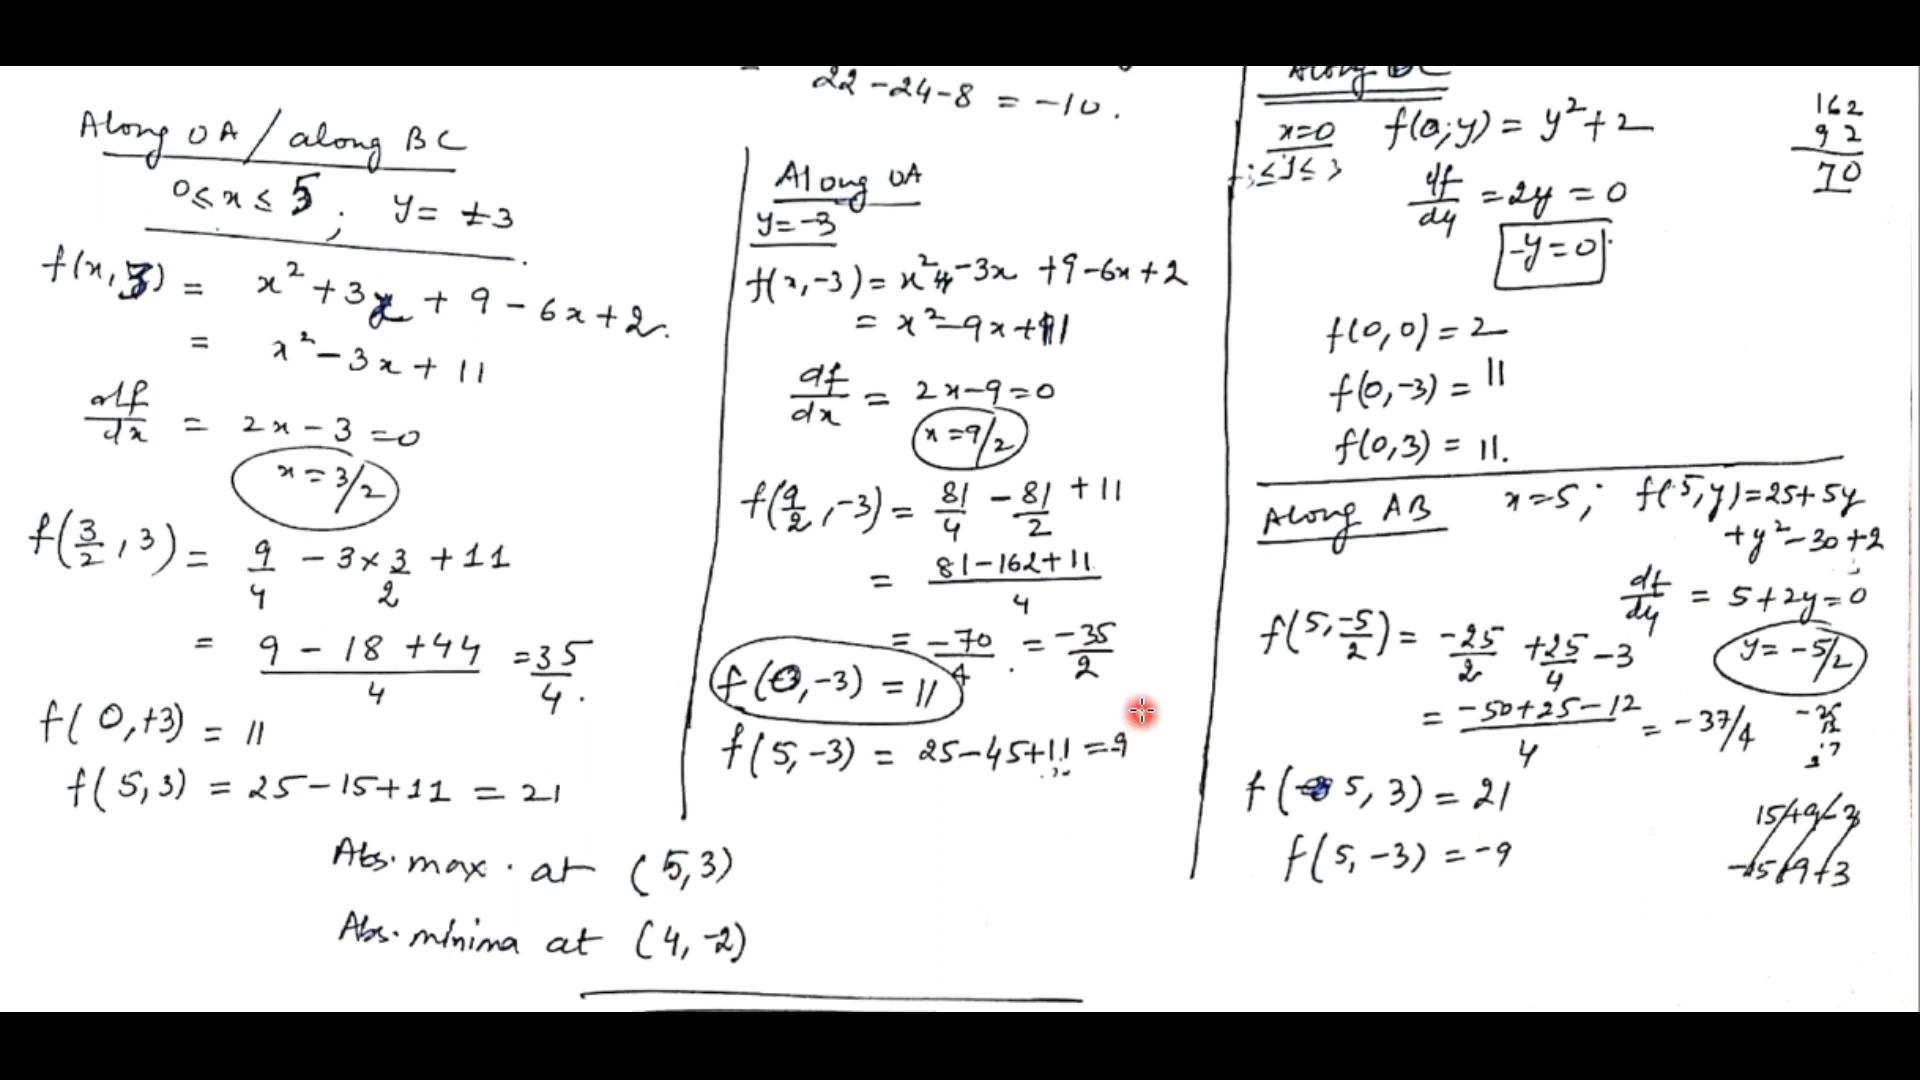 22 - 24 - 8 = -10.
Along OA / along BC
0 ≤ x ≤ 5 ; y = ±3
f(x, 3) = x² + 3x + 9 - 6x + 2.
= x² - 3x + 11
df/dx = 2x - 3 = 0
x = 3/2
f(3/2, 3) = 9/4 - 3×3/2 + 11
= (9 - 18 + 44)/4 = 35/4.
f(0, +3) = 11
f(5, 3) = 25 - 15 + 11 = 21
Abs. max. at (5, 3)
Abs. minima at (4, -2)
Along OA
y = -3
f(x, -3) = x² - 3x + 9 - 6x + 2
= x² - 9x + 11
df/dx = 2x - 9 = 0
x = 9/2
f(9/2, -3) = 81/4 - 81/2 + 11
= (81 - 162 + 11)/4
= -70/4 . = -35/2
f(0, -3) = 11
f(5, -3) = 25 - 45 + 11 = -9
Along
x = 0 f(0, y) = y² + 2
df/dy = 2y = 0
-y = 0
f(0, 0) = 2
f(0, -3) = 11
f(0, 3) = 11.
162
92
70
Along AB x = 5; f(5, y) = 25 + 5y
+ y² - 30 + 2
df/dy = 5 + 2y = 0
y = -5/2
f(5, -5/2) = -25/2 + 25/4 - 3
= (-50 + 25 - 12)/4 = -37/4
f(5, 3) = 21
f(5, -3) = -9